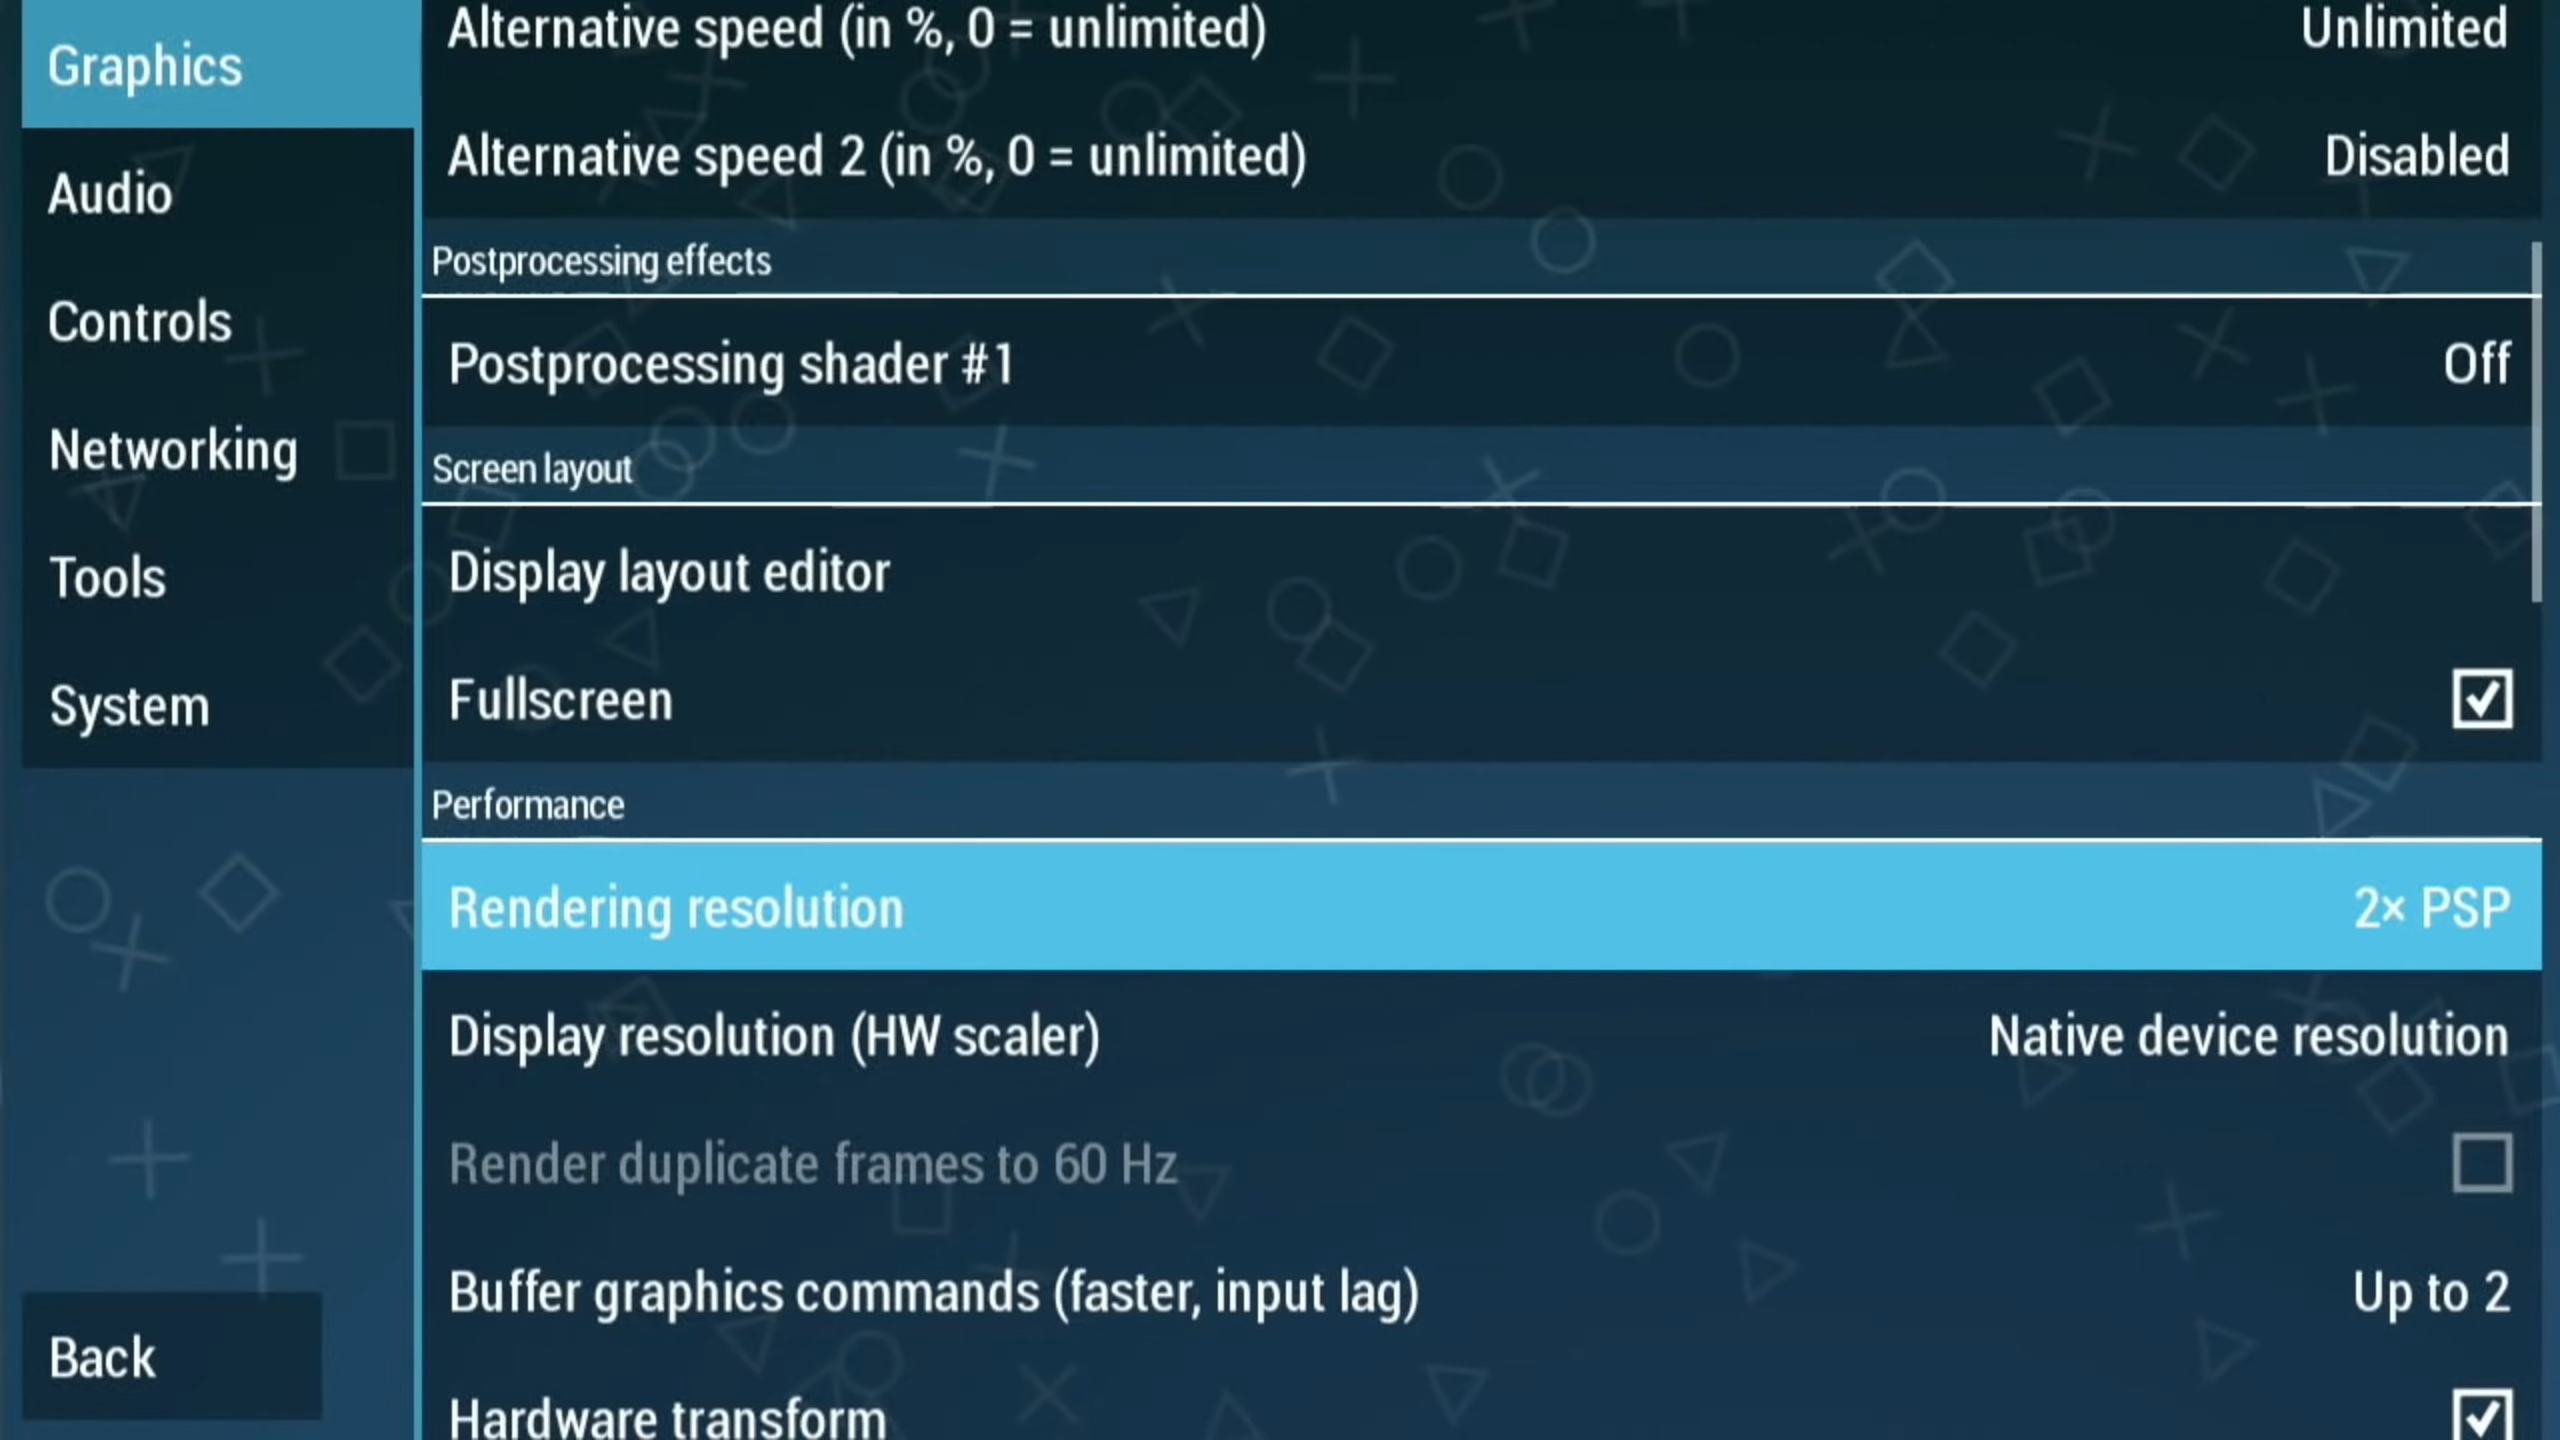 Graphics
Audio
Controls
Networking
Tools
System
Back
Alternative speed (in %, 0 = unlimited) Unlimited
Alternative speed 2 (in %, 0 = unlimited) Disabled
Postprocessing effects
Postprocessing shader #1 Off
Screen layout
Display layout editor
Fullscreen
Performance
Rendering resolution 2× PSP
Display resolution (HW scaler) Native device resolution
Render duplicate frames to 60 Hz
Buffer graphics commands (faster, input lag) Up to 2
Hardware transform